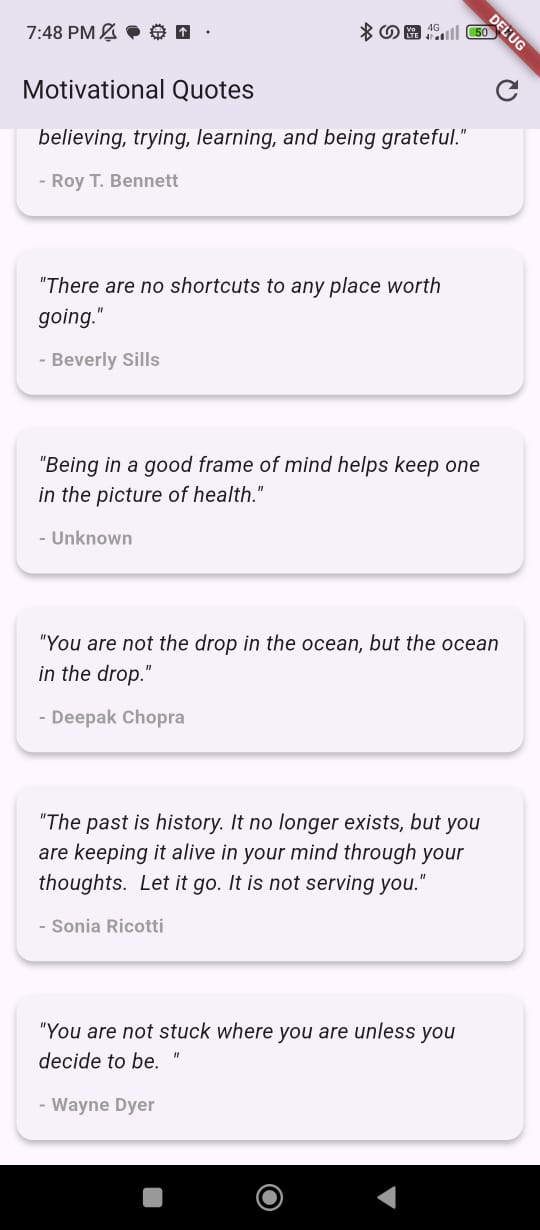 7:48 PM
4G
Vo
LTE
50
DEBUG
Motivational Quotes
believing, trying, learning, and being grateful."
- Roy T. Bennett
"There are no shortcuts to any place worth
going."
- Beverly Sills
"Being in a good frame of mind helps keep one
in the picture of health."
- Unknown
"You are not the drop in the ocean, but the ocean
in the drop."
- Deepak Chopra
"The past is history. It no longer exists, but you
are keeping it alive in your mind through your
thoughts.  Let it go. It is not serving you."
- Sonia Ricotti
"You are not stuck where you are unless you
decide to be.  "
- Wayne Dyer